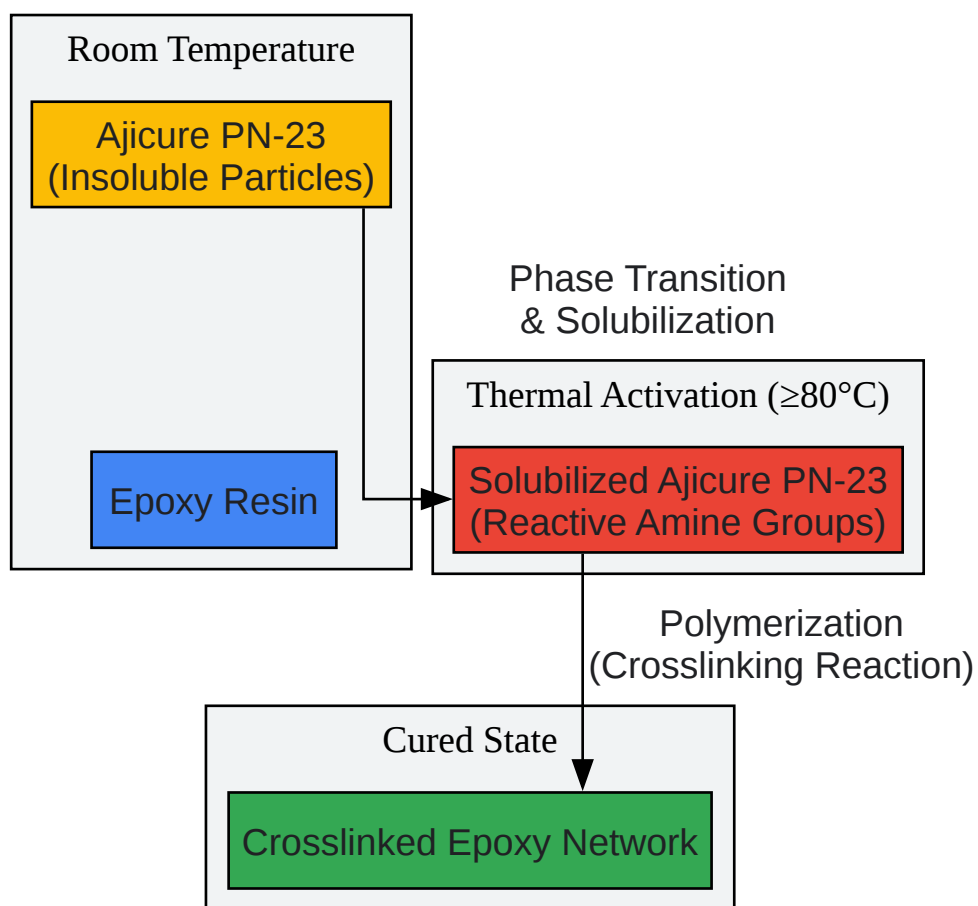 Room Temperature
Ajicure PN-23
(Insoluble Particles)
Epoxy Resin
Phase Transition
& Solubilization
Thermal Activation (≥80°C)
Solubilized Ajicure PN-23
(Reactive Amine Groups)
Polymerization
(Crosslinking Reaction)
Cured State
Crosslinked Epoxy Network